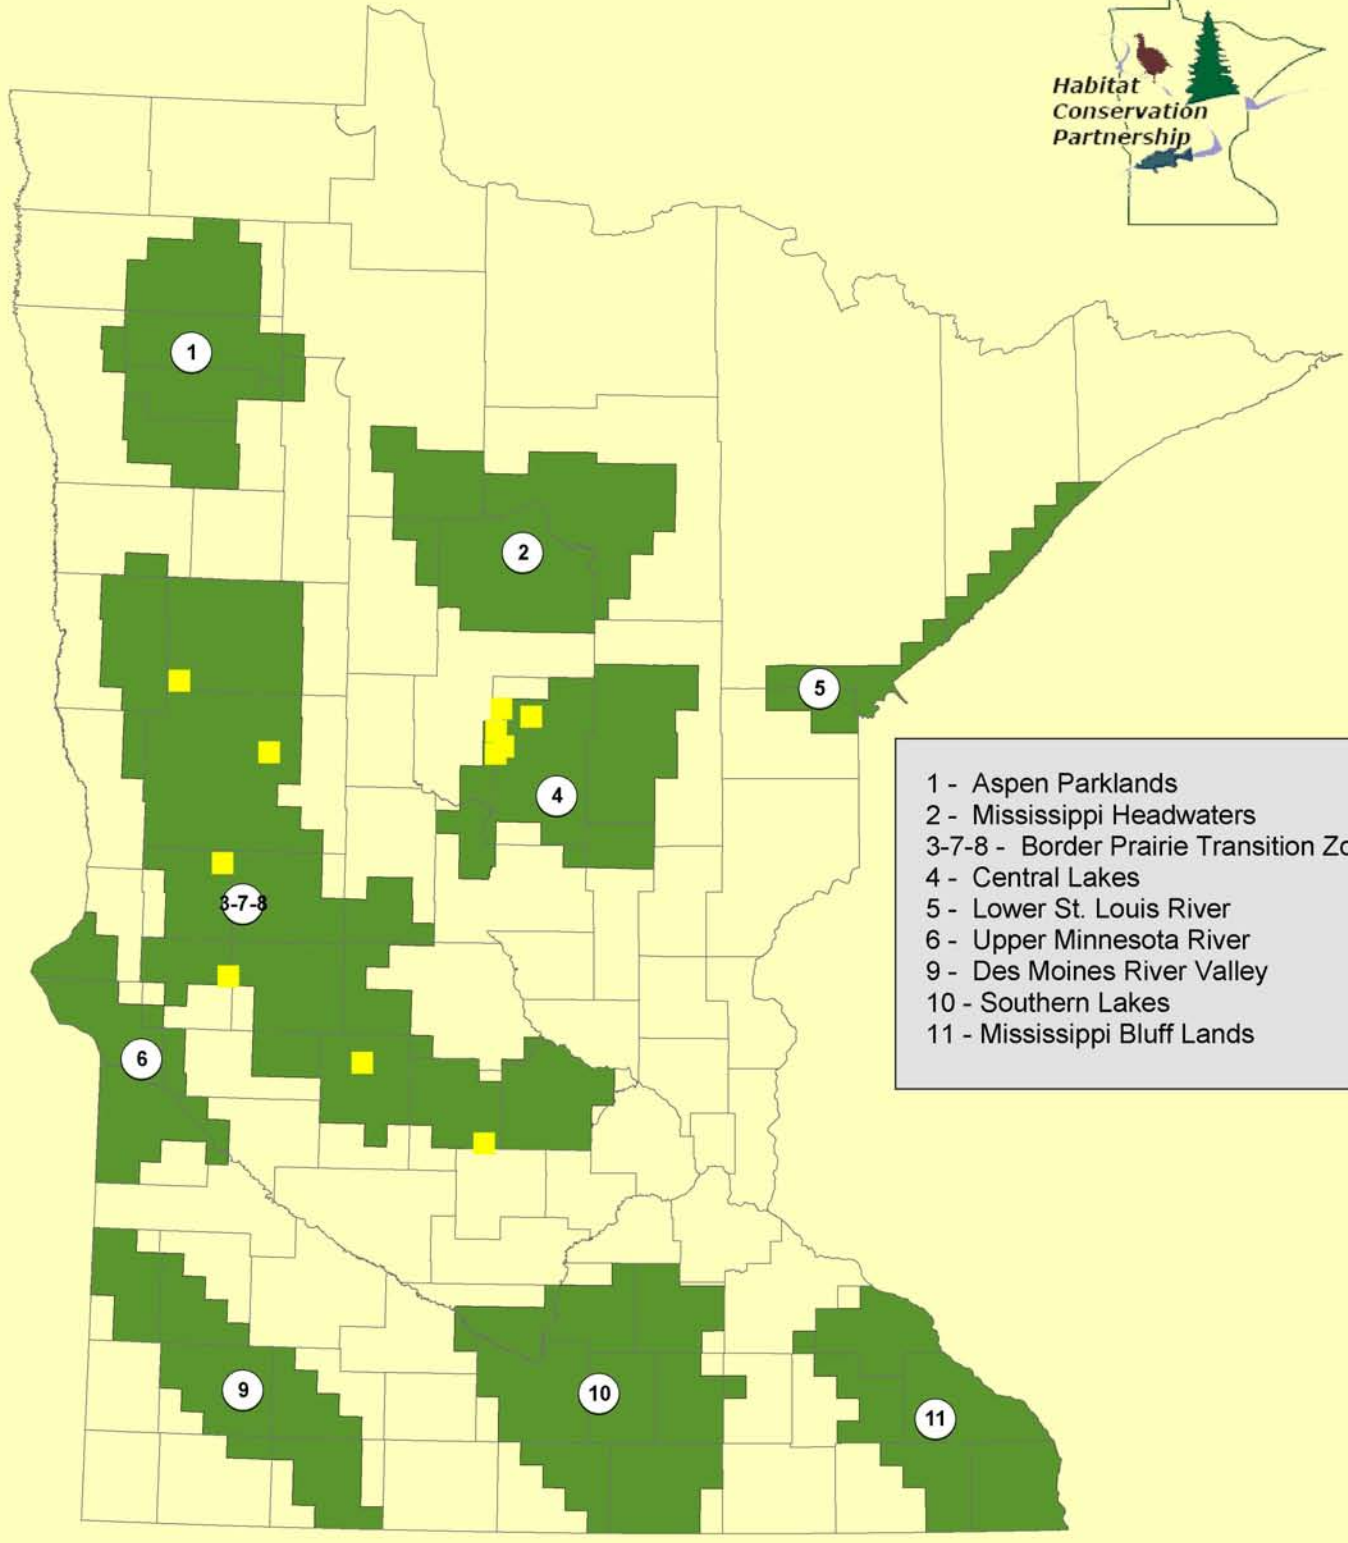 Habitat
Conservation
Partnership
1
2
5
4
3-7-8
6
9
10
11
1 - Aspen Parklands
2 - Mississippi Headwaters
3-7-8 - Border Prairie Transition Zo
4 - Central Lakes
5 - Lower St. Louis River
6 - Upper Minnesota River
9 - Des Moines River Valley
10 - Southern Lakes
11 - Mississippi Bluff Lands